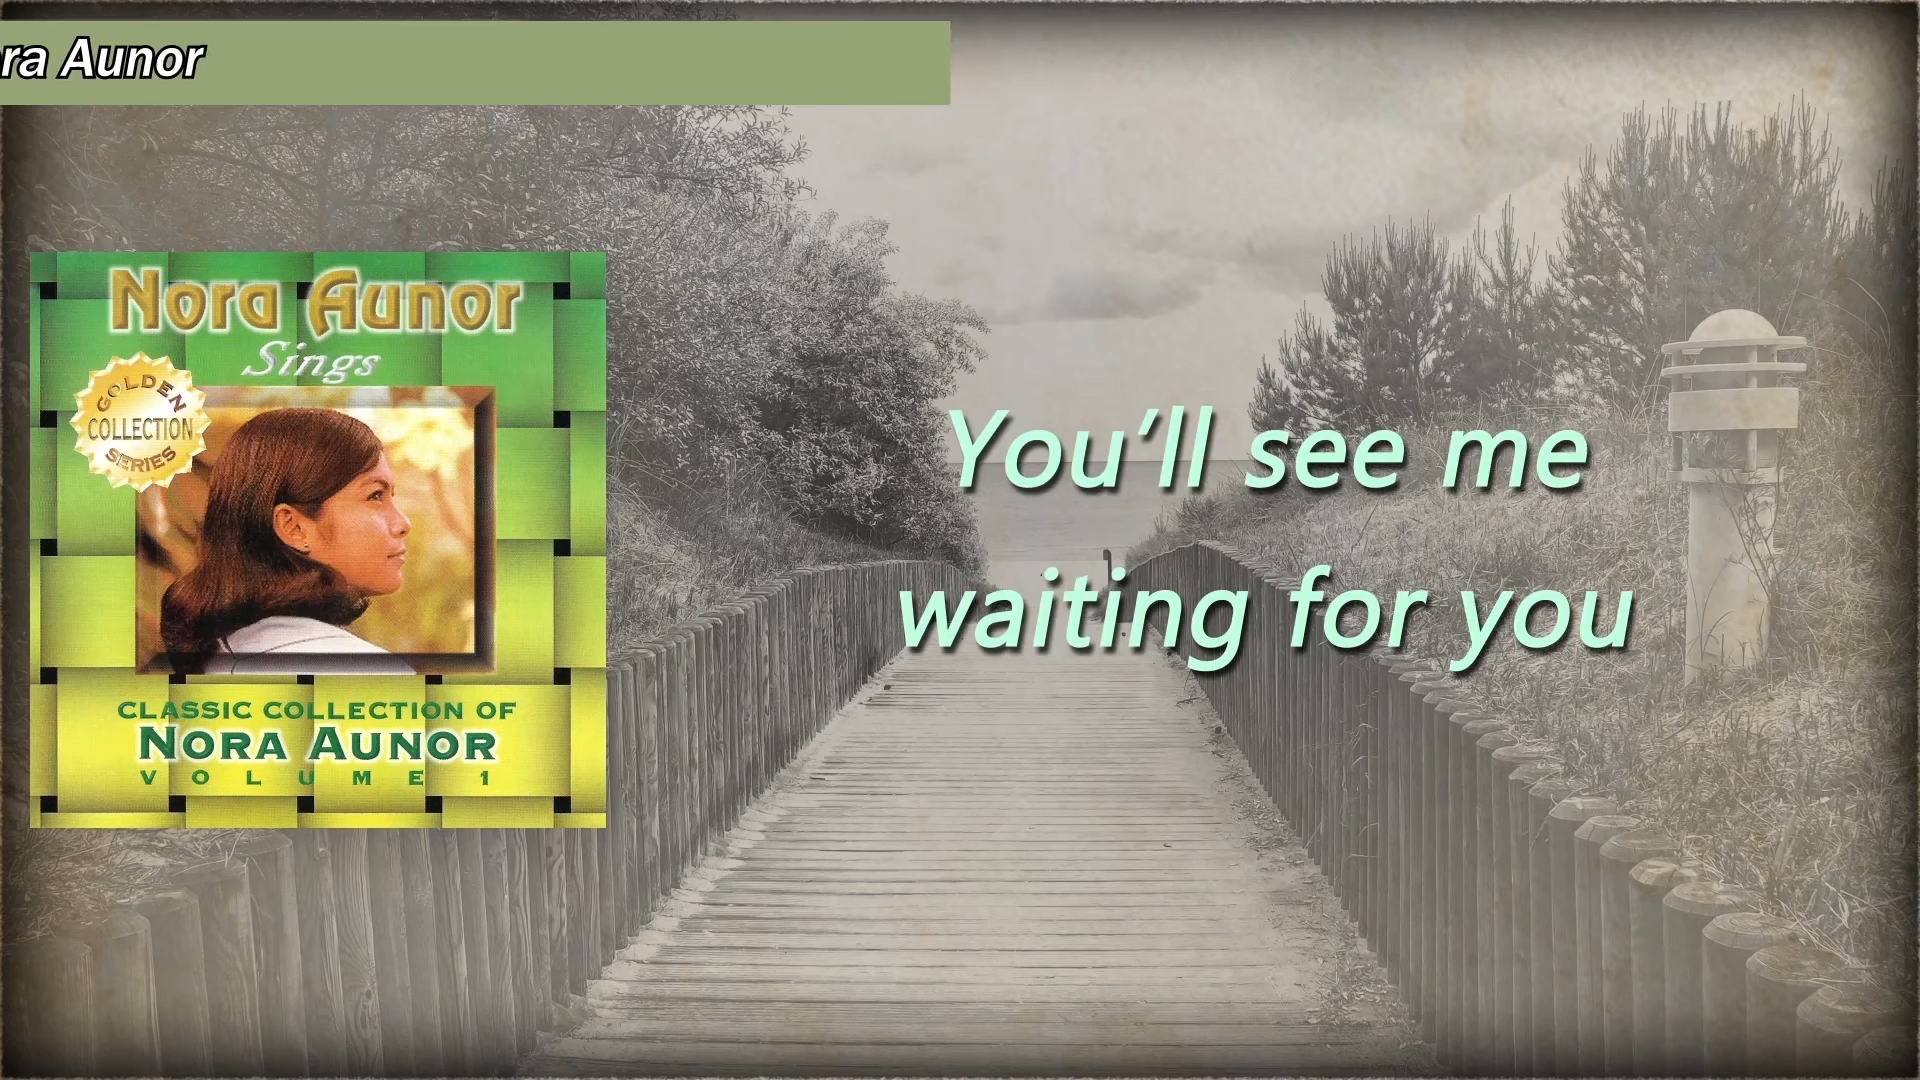 ra Aunor
Nora Aunor
Sings
GOLDEN
COLLECTION
SERIES
CLASSIC COLLECTION OF
NORA AUNOR
VOLUME 1
You'll see me
waiting for you